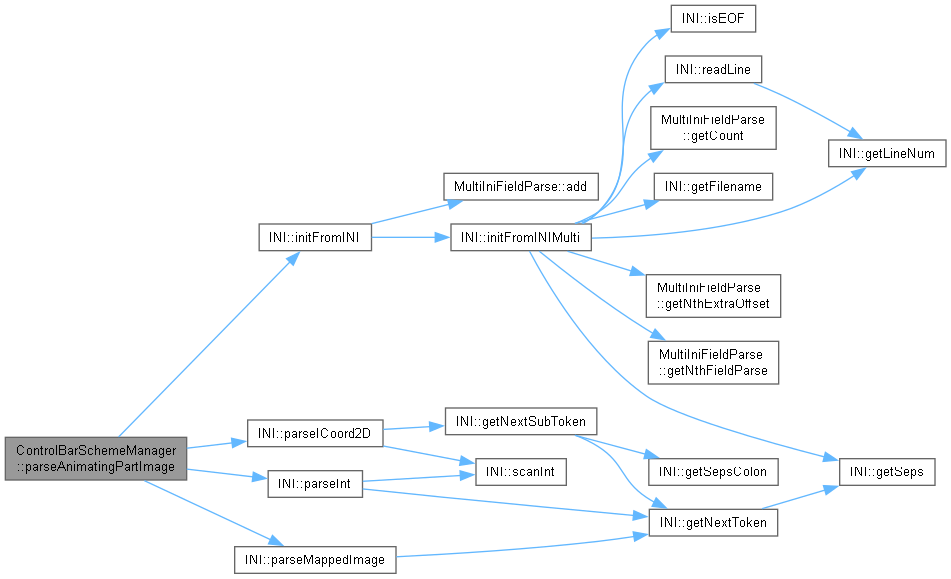 INI::isEOF
INI::readLine
MultiIniFieldParse
::getCount
INI::getLineNum
MultiIniFieldParse::add
INI::getFilename
INI::initFromINI
INI::initFromINIMulti
MultiIniFieldParse
::getNthExtraOffset
MultiIniFieldParse
::getNthFieldParse
INI::getNextSubToken
INI::parseICoord2D
ControlBarSchemeManager
::parseAnimatingPartImage
INI::scanInt
INI::getSepsColon
INI::getSeps
INI::parseInt
INI::getNextToken
INI::parseMappedImage